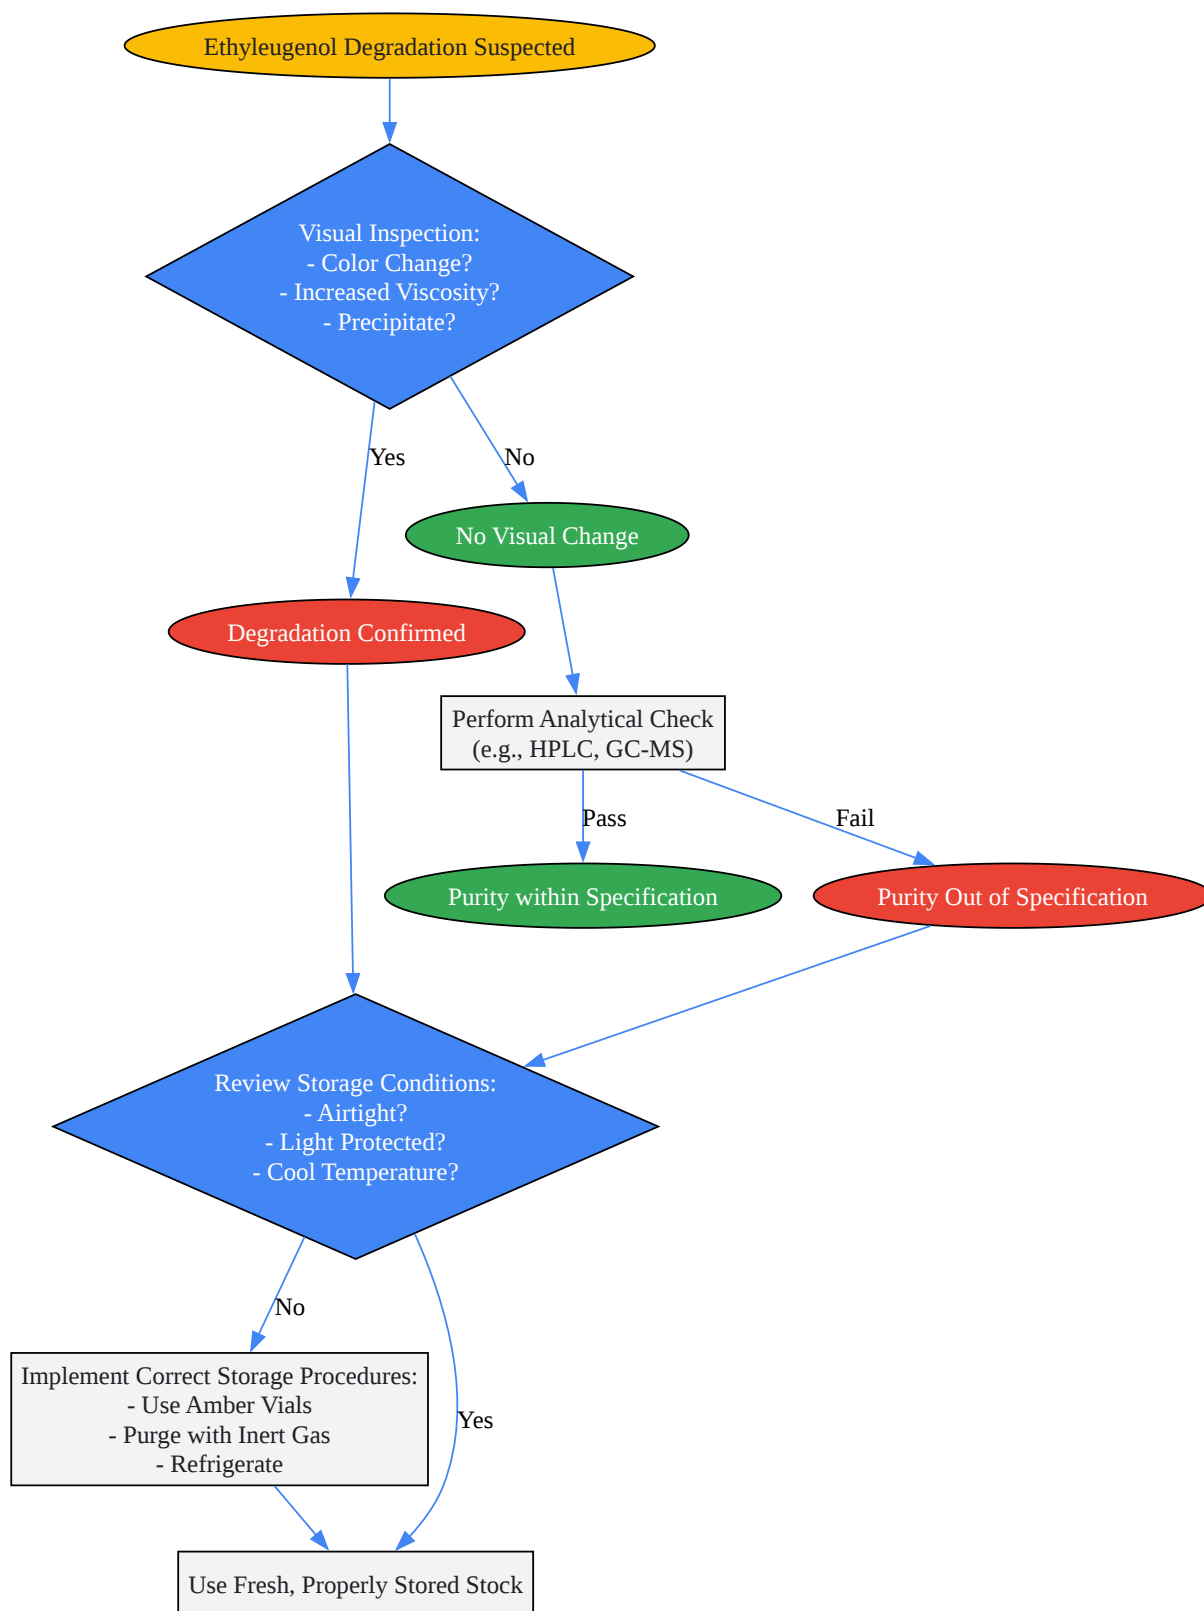 Ethyleugenol Degradation Suspected
Visual Inspection:
- Color Change?
- Increased Viscosity?
- Precipitate?
Yes
No
No Visual Change
Degradation Confirmed
Perform Analytical Check
(e.g., HPLC, GC-MS)
Pass
Fail
Purity within Specification
Purity Out of Specification
Review Storage Conditions:
- Airtight?
- Light Protected?
- Cool Temperature?
No
Implement Correct Storage Procedures:
- Use Amber Vials
- Purge with Inert Gas
- Refrigerate
Yes
Use Fresh, Properly Stored Stock